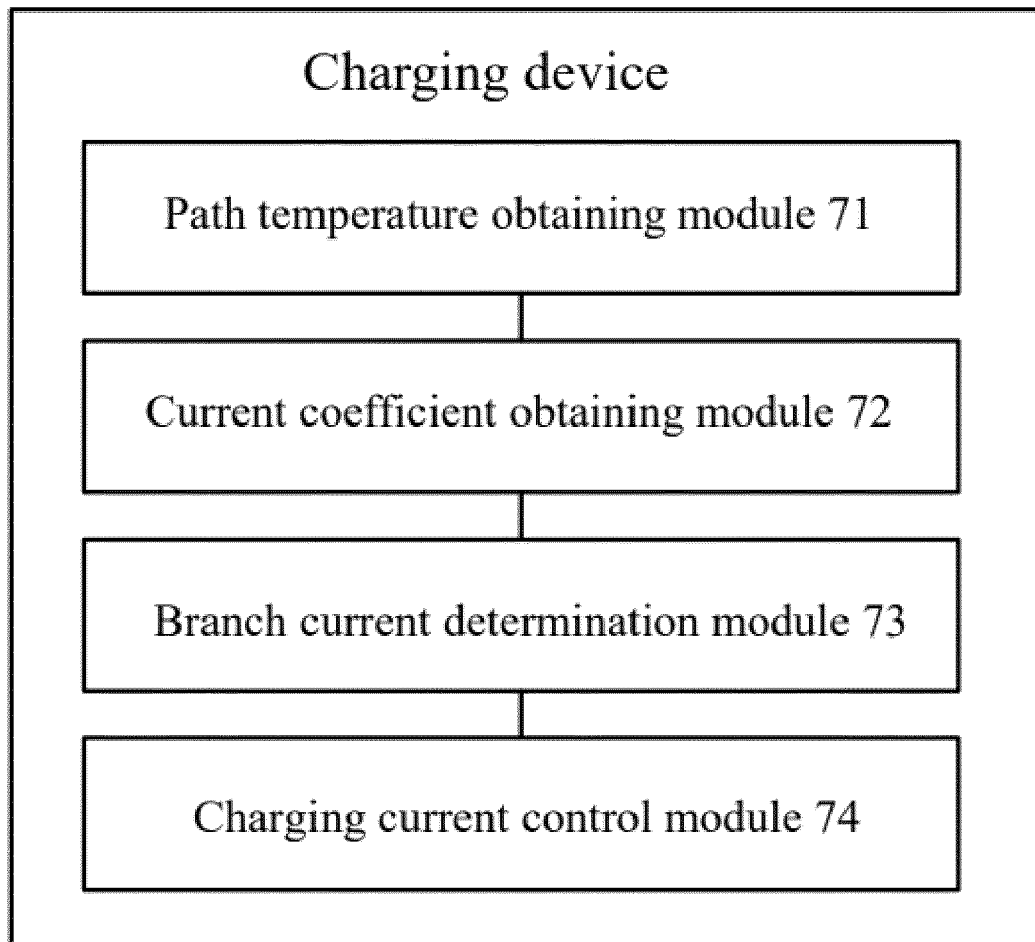 Charging device
Path temperature obtaining module 71
Current coefficient obtaining module 72
Branch current determination module 73
Charging current control module 74